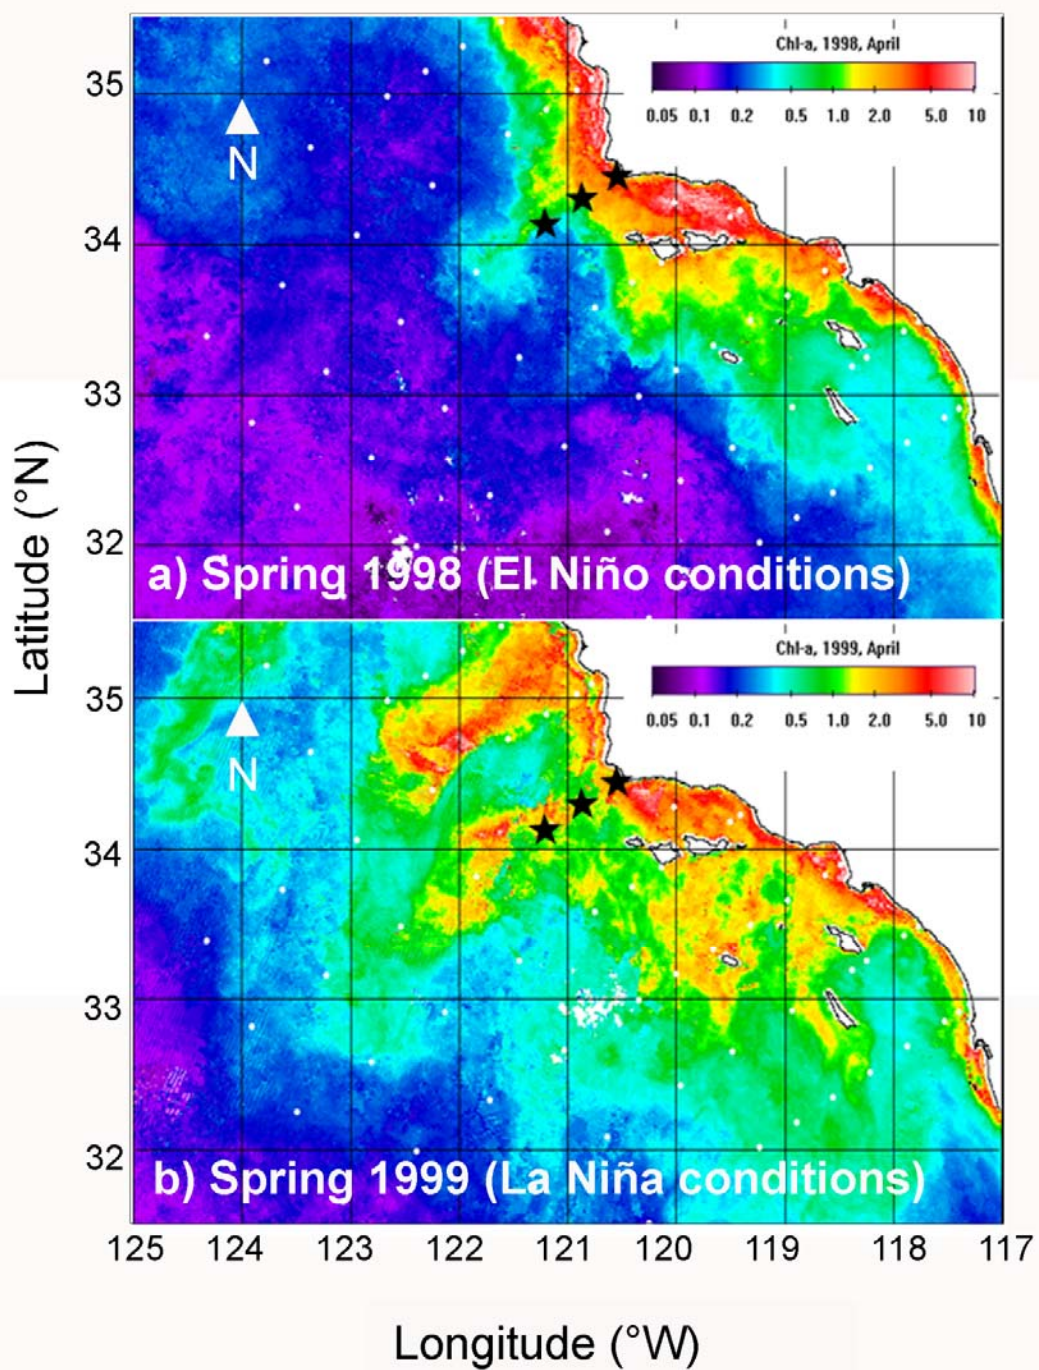 Chl-a, 1998, April
0.05 0.1 0.2 0.5 1.0 2.0 5.0 10
35
N
34
33
32
a) Spring 1998 (El Niño conditions)
Chl-a, 1999, April
0.05 0.1 0.2 0.5 1.0 2.0 5.0 10
35
N
34
33
32
b) Spring 1999 (La Niña conditions)
Latitude (°N)
125 124 123 122 121 120 119 118 117
Longitude (°W)